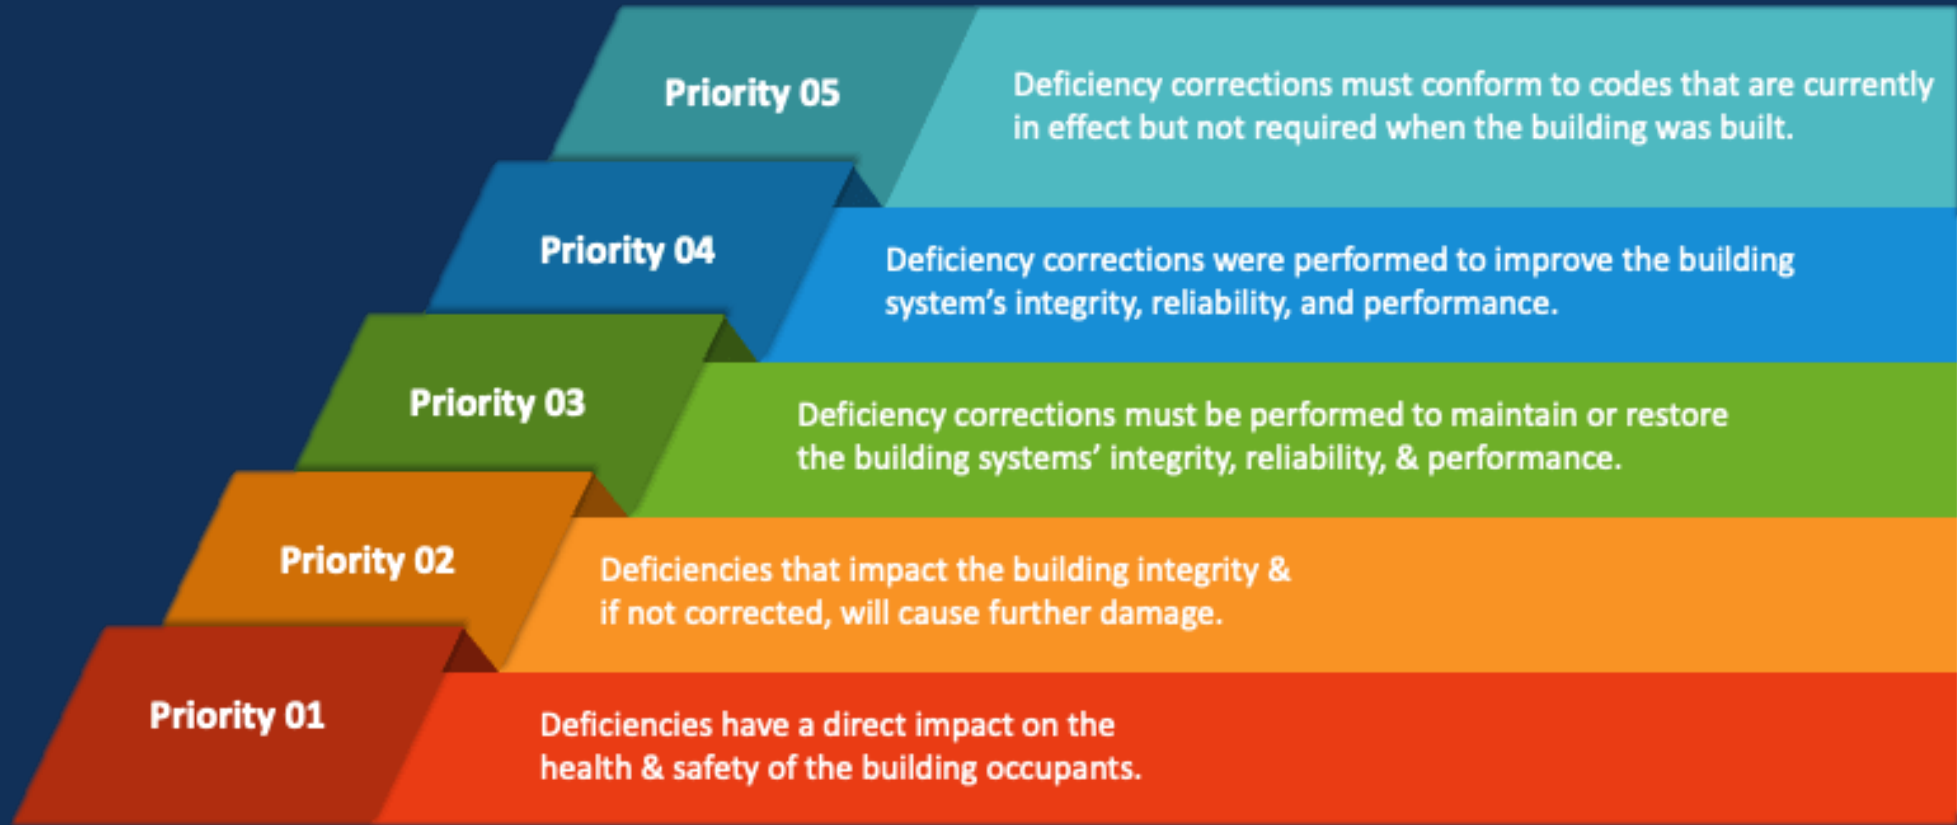 Priority 05
Deficiency corrections must conform to codes that are currently
in effect but not required when the building was built.
Priority 04
Deficiency corrections were performed to improve the building
system’s integrity, reliability, and performance.
Priority 03
Deficiency corrections must be performed to maintain or restore
the building systems’ integrity, reliability, & performance.
Priority 02
Deficiencies that impact the building integrity &
if not corrected, will cause further damage.
Priority 01
Deficiencies have a direct impact on the
health & safety of the building occupants.